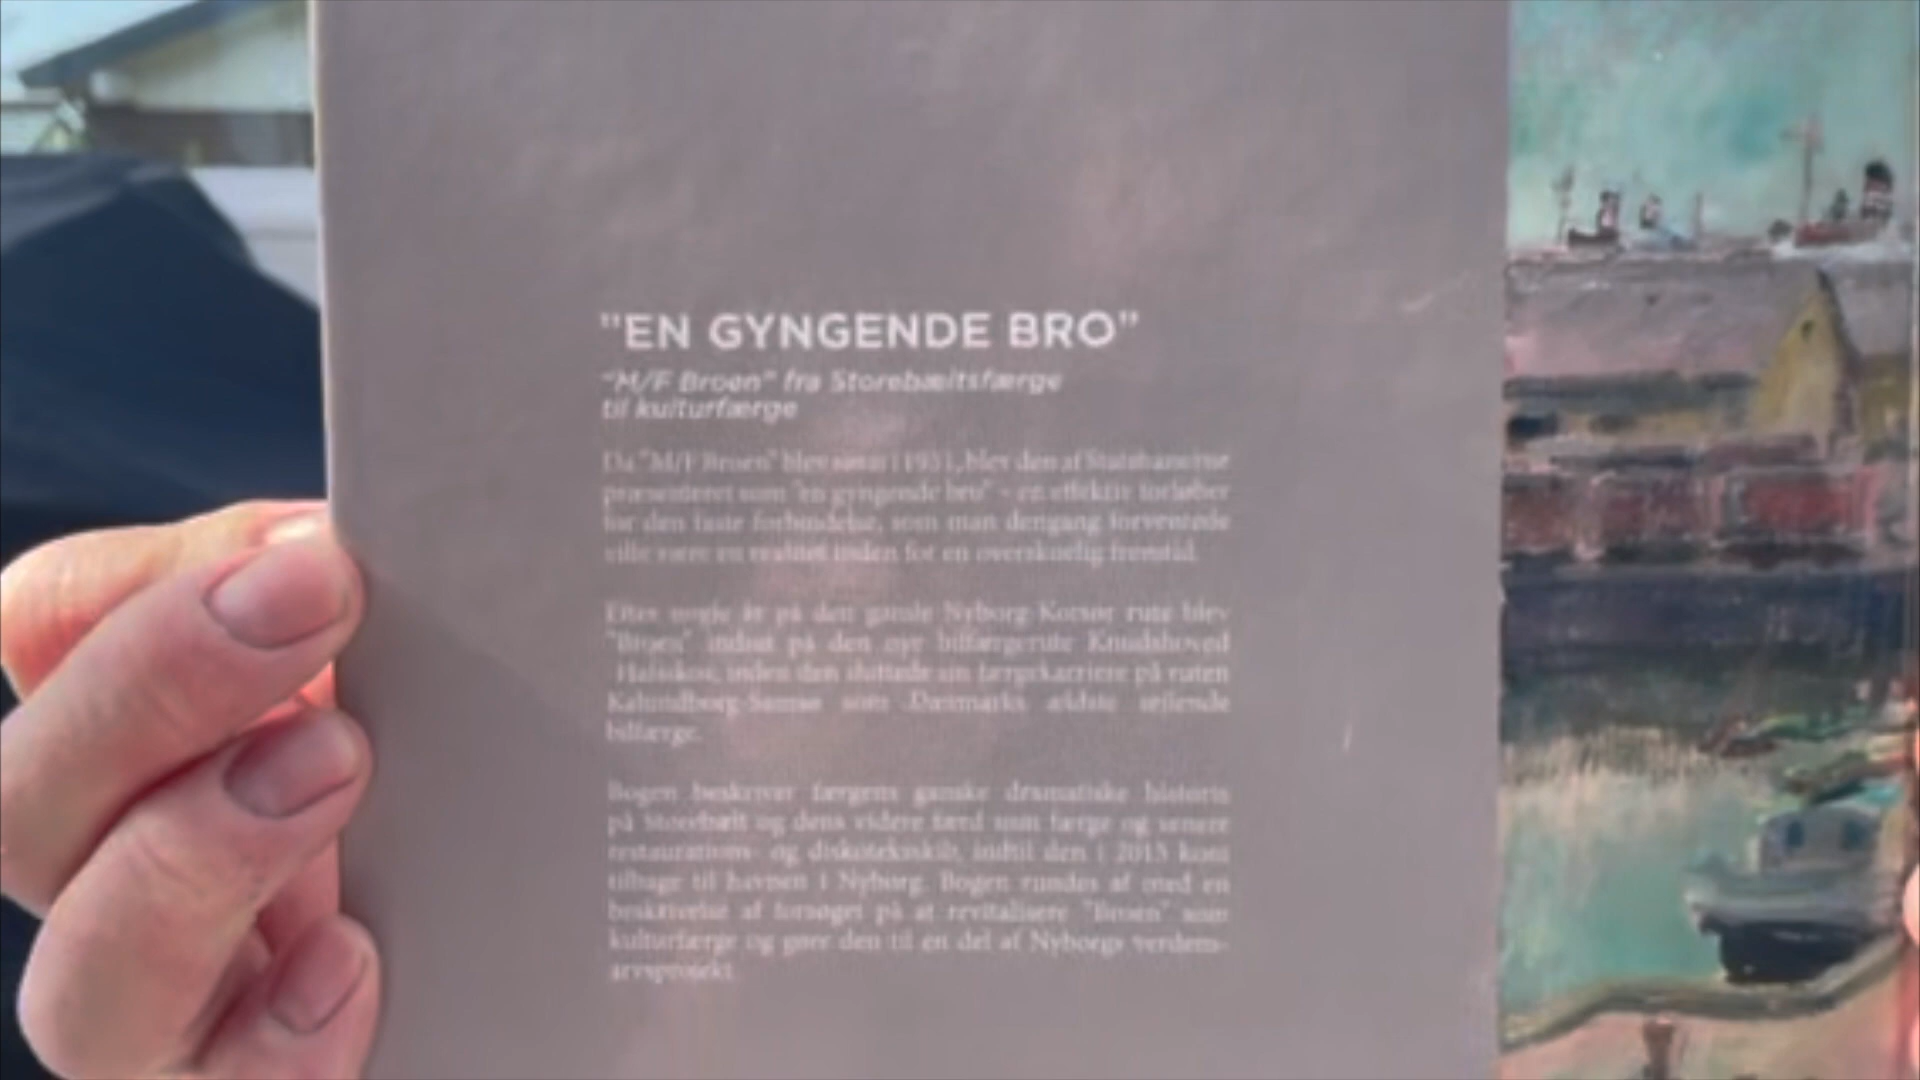 "EN GYNGENDE BRO"
"M/F Broen" fra Storebæltsfærge
til kulturfærge
Da "M/F Broen" blev søsat i 1951, blev den af Statsbanerne
præsenteret som "en gyngende bro" - en effektiv forløber
for den faste forbindelse, som man dengang forventede
ville være en realitet inden for en overskuelig fremtid.
Efter nogle år på den gamle Nyborg-Korsør rute blev
"Broen" indsat på den nye bilfærgerute Knudshoved
-Halsskov, inden den sluttede sin færgekarriere på ruten
Kalundborg-Samsø som Danmarks ældste sejlende
bilfærge.
Bogen beskriver færgens ganske dramatiske historie
på Storebælt og dens videre færd som færge og senere
restaurations- og diskoteksskib, indtil den i 2015 kom
tilbage til havnen i Nyborg. Bogen rundes af med en
beskrivelse af forsøget på at revitalisere "Broen" som
kulturfærge og gøre den til en del af Nyborgs verdens-
arvsprojekt.